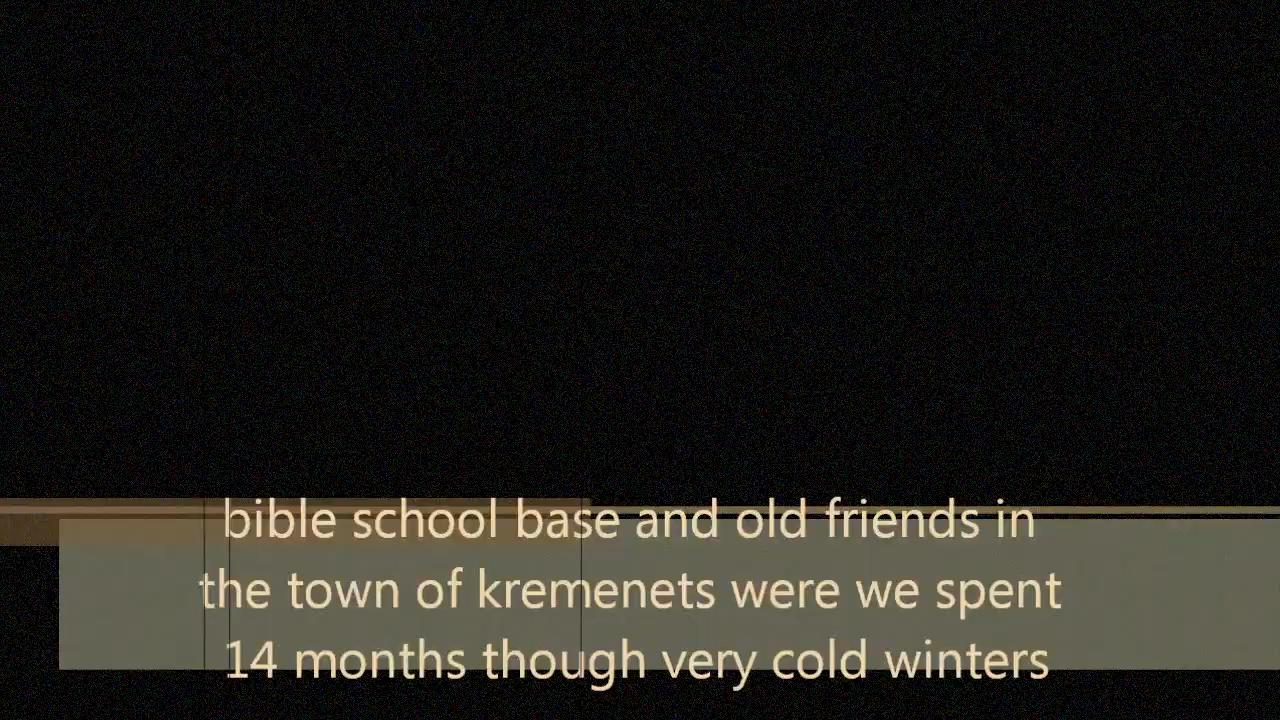 bible school base and old friends in
the town of kremenets were we spent
14 months though very cold winters